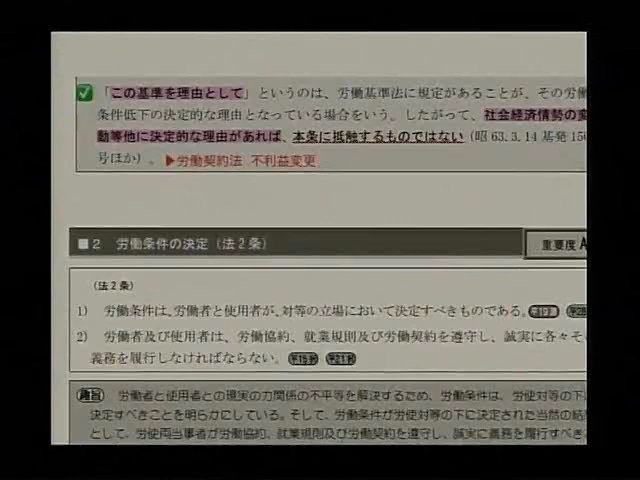 「この基準を理由として」というのは、労働基準法に規定があることが、その労働
条件低下の決定的な理由となっている場合をいう。したがって、社会経済情勢の変
動等他に決定的な理由があれば、本条に抵触するものではない（昭63.3.14基発150
号ほか）。 ▶労働契約法 不利益変更
■2 労働条件の決定（法2条） 重要度 A
（法2条）
1） 労働条件は、労働者と使用者が、対等の立場において決定すべきものである。
2） 労働者及び使用者は、労働協約、就業規則及び労働契約を遵守し、誠実に各々その
義務を履行しなければならない。
趣旨 労働者と使用者との現実の力関係の不平等を解決するため、労働条件は、労使対等の下に
決定すべきことを明らかにしている。そして、労働条件が労使対等の下に決定された当然の結
として、労使両当事者が労働協約、就業規則及び労働契約を遵守し、誠実に義務を履行すべき